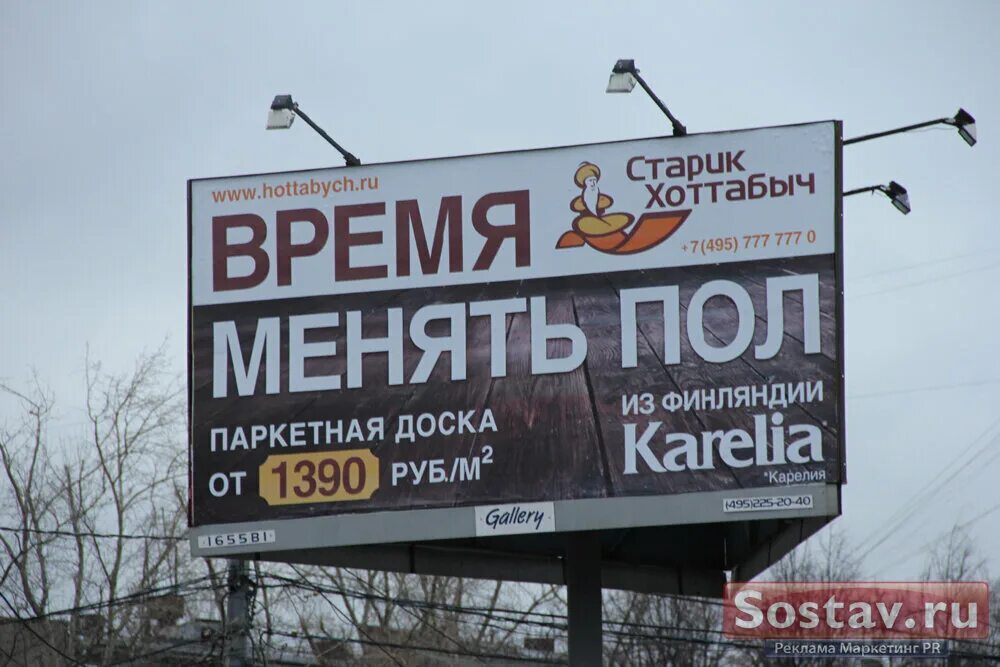 www.hottabych.ru
Старик
Хоттабыч
+7(495) 777 777 0
ВРЕМЯ
МЕНЯТЬ ПОЛ
ПАРКЕТНАЯ ДОСКА
ОТ 1390 РУБ./М²
ИЗ ФИНЛЯНДИИ
Karelia
*Карелия
1655В1
Gallery
(495)225-20-40
Sostav.ru
Реклама Маркетинг PR